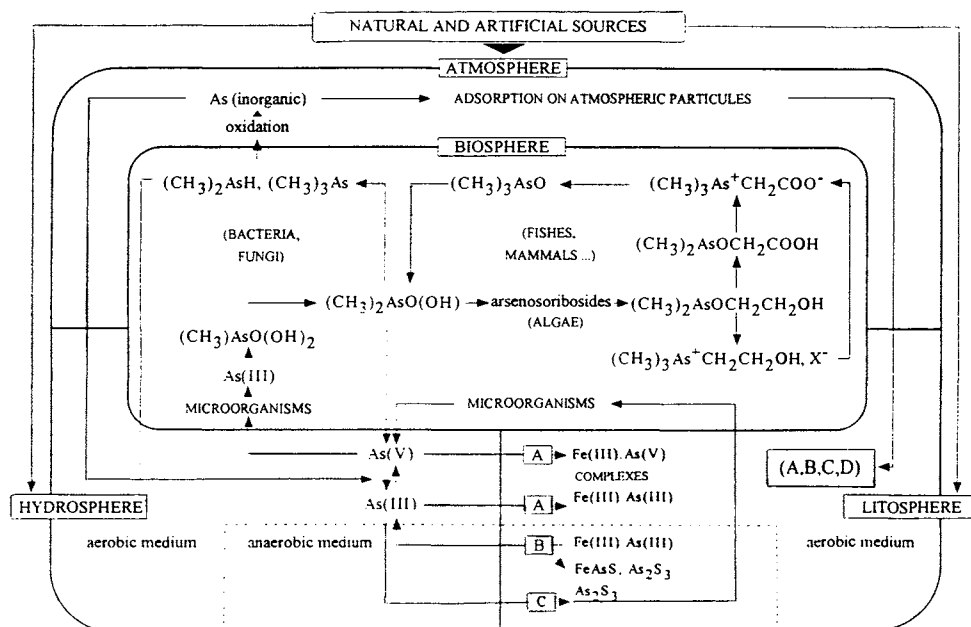 NATURAL AND ARTIFICIAL SOURCES
ATMOSPHERE
As (inorganic)
ADSORPTION ON ATMOSPHERIC PARTICULES
oxidation
BIOSPHERE
(CH3)2AsH, (CH3)3As
(CH3)3AsO
(CH3)3As+CH2COO-
(BACTERIA,
FUNGI)
(FISHES,
MAMMALS ...)
(CH3)2AsOCH2COOH
(CH3)2AsO(OH)
arsenosoribosides
(ALGAE)
(CH3)2AsOCH2CH2OH
(CH3)AsO(OH)2
(CH3)3As+CH2CH2OH, X-
As(III)
MICROORGANISMS
MICROORGANISMS
As(V)
A
Fe(III). As(V)
COMPLEXES
(A,B,C,D)
HYDROSPHERE
As(III)
A
Fe(III) As(III)
LITOSPHERE
aerobic medium
anaerobic medium
B
Fe(III) As(III)
aerobic medium
FeAsS, As2S3
C
As2S3